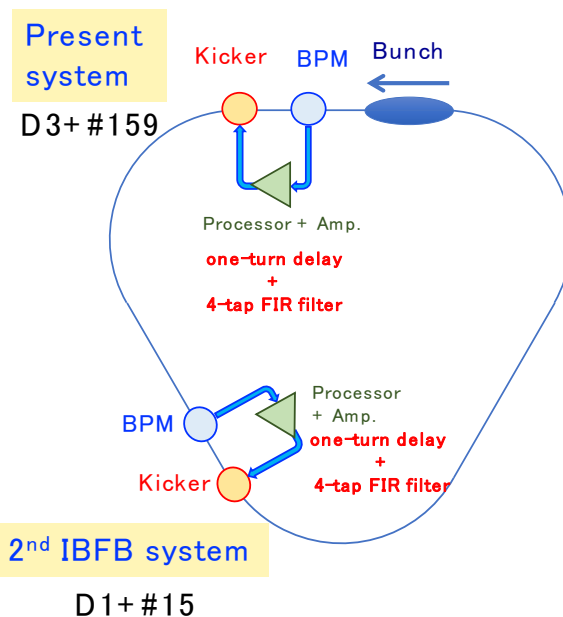 Present
system
D3+#159
Kicker
BPM
Bunch
Processor + Amp.
one-turn delay
+
4-tap FIR filter
BPM
Kicker
Processor
+ Amp.
one-turn delay
+
4-tap FIR filter
2nd IBFB system
D1+#15